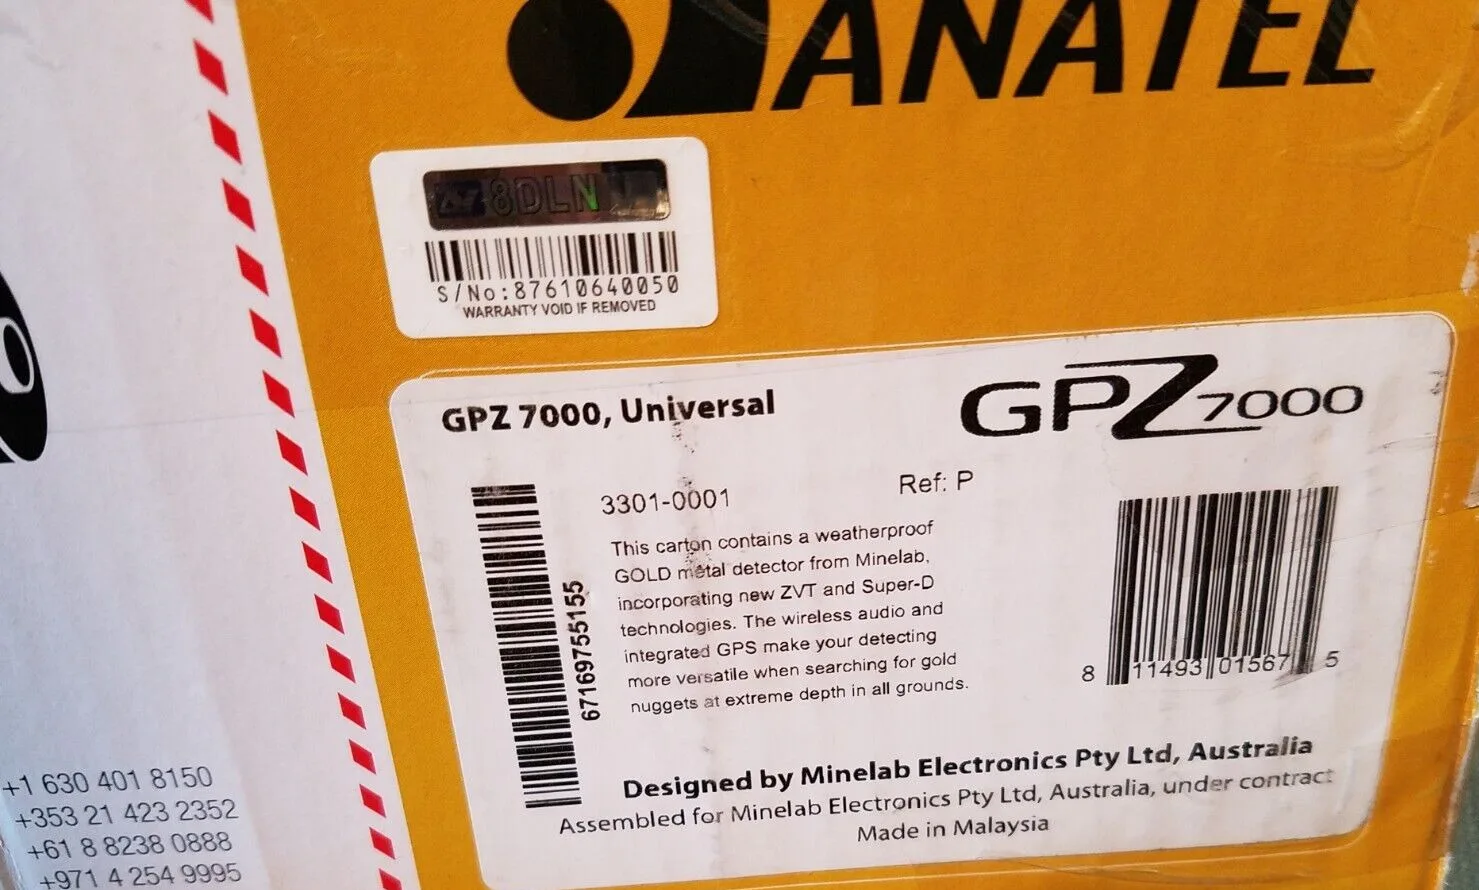 ANATEL
8DLN
S/No:87610640050
WARRANTY VOID IF REMOVED
GPZ 7000, Universal
GPZ 7000
3301-0001
Ref: P
This carton contains a weatherproof
GOLD metal detector from Minelab,
incorporating new ZVT and Super-D
technologies. The wireless audio and
integrated GPS make your detecting
more versatile when searching for gold
nuggets at extreme depth in all grounds.
67169755155
8 11493 01567 5
Designed by Minelab Electronics Pty Ltd, Australia
Assembled for Minelab Electronics Pty Ltd, Australia, under contract
Made in Malaysia
+1 630 401 8150
+353 21 423 2352
+61 8 8238 0888
+971 4 254 9995